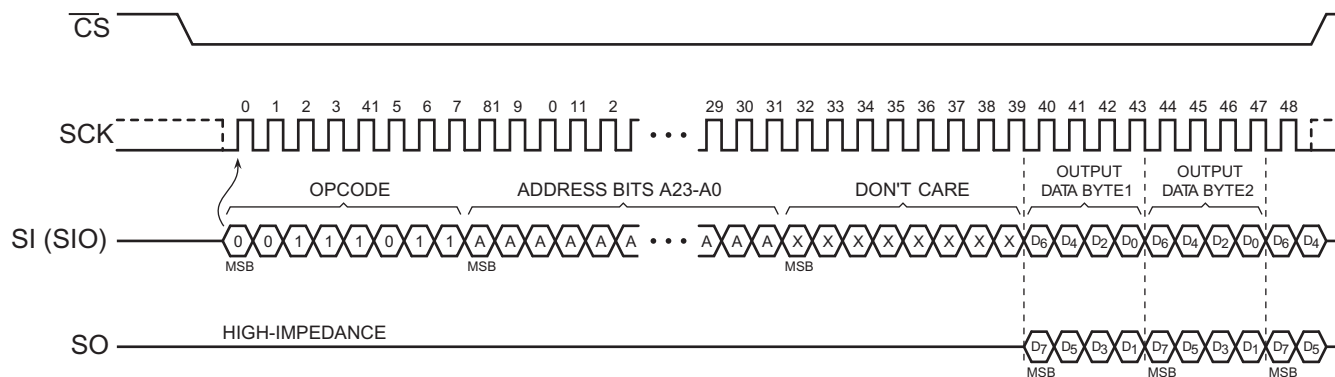 CS
SCK
0 1 2 3 41 5 6 7 81 9 0 11 2 29 30 31 32 33 34 35 36 37 38 39 40 41 42 43 44 45 46 47 48
OPCODE
ADDRESS BITS A23-A0
DON'T CARE
OUTPUT
DATA BYTE1
OUTPUT
DATA BYTE2
SI (SIO)
0 0 1 1 1 0 1 1 A A A A A A A A A X X X X X X X X D6 D4 D2 D0 D6 D4 D2 D0 D6 D4
MSB MSB MSB
SO
HIGH-IMPEDANCE
D7 D5 D3 D1 D7 D5 D3 D1 D7 D5
MSB MSB MSB